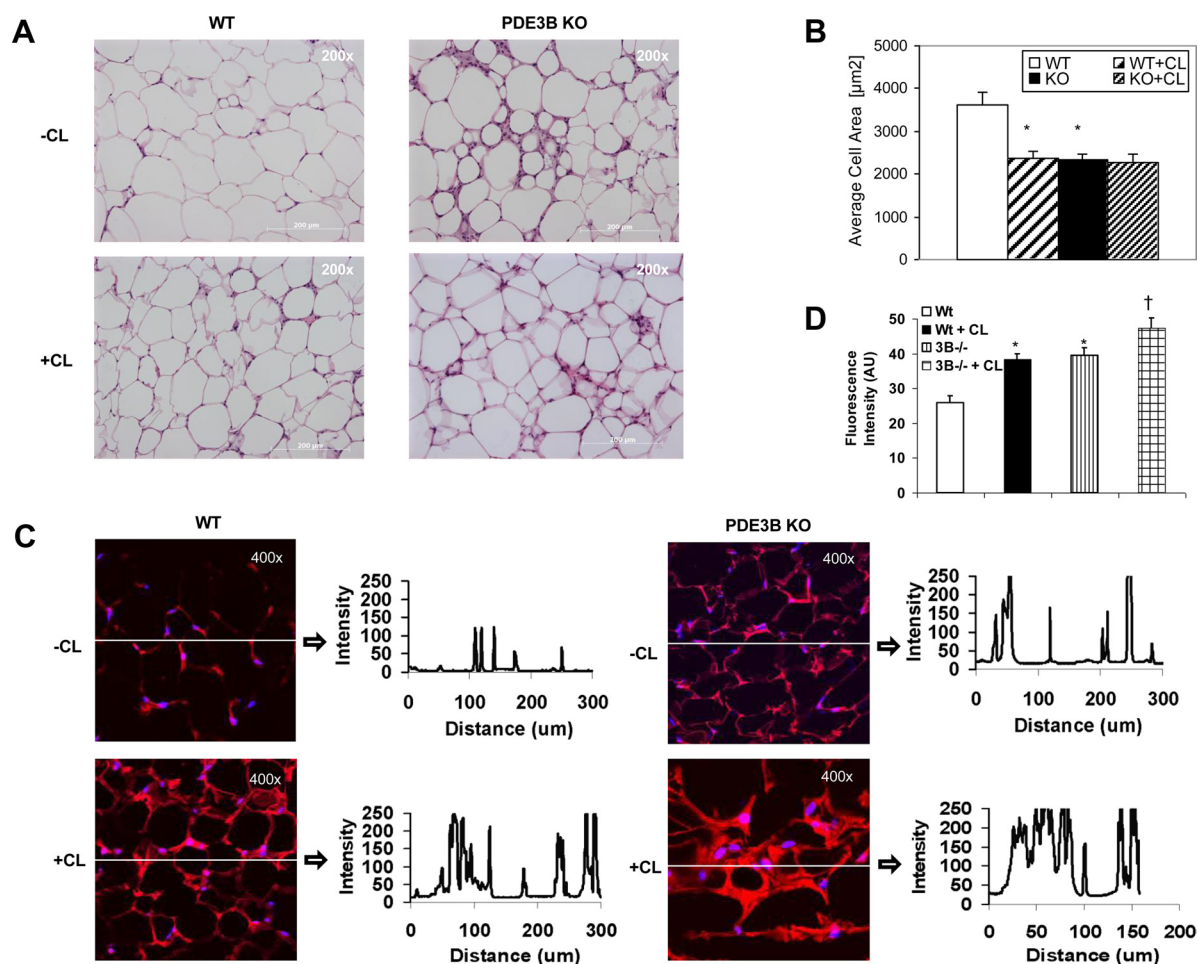 A
WT
PDE3B KO
-CL
200x
200 µm
200x
200 µm
+CL
200x
200 µm
200x
200 µm
B
Average Cell Area [µm2]
5000
4000
3000
2000
1000
0
WT
WT+CL
KO
KO+CL
*
*
D
Fluorescence
Intensity (AU)
50
40
30
20
10
0
Wt
Wt + CL
3B-/-
3B-/- + CL
*
*
†
C
WT
PDE3B KO
-CL
400x
Intensity
250
200
150
100
50
0
0 100 200 300
Distance (um)
-CL
400x
Intensity
250
200
150
100
50
0
0 100 200 300
Distance (um)
+CL
400x
Intensity
250
200
150
100
50
0
0 100 200 300
Distance (um)
+CL
400x
Intensity
250
200
150
100
50
0
0 50 100 150 200
Distance (um)